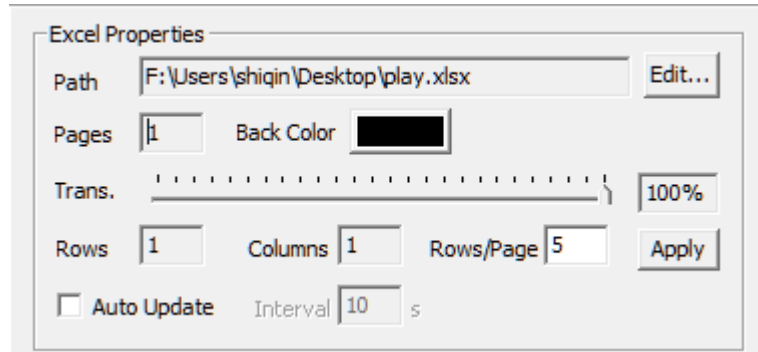 Excel Properties
Path F:\Users\shiqin\Desktop\play.xlsx Edit...
Pages 1 Back Color
Trans. 100%
Rows 1 Columns 1 Rows/Page 5 Apply
Auto Update Interval 10 s